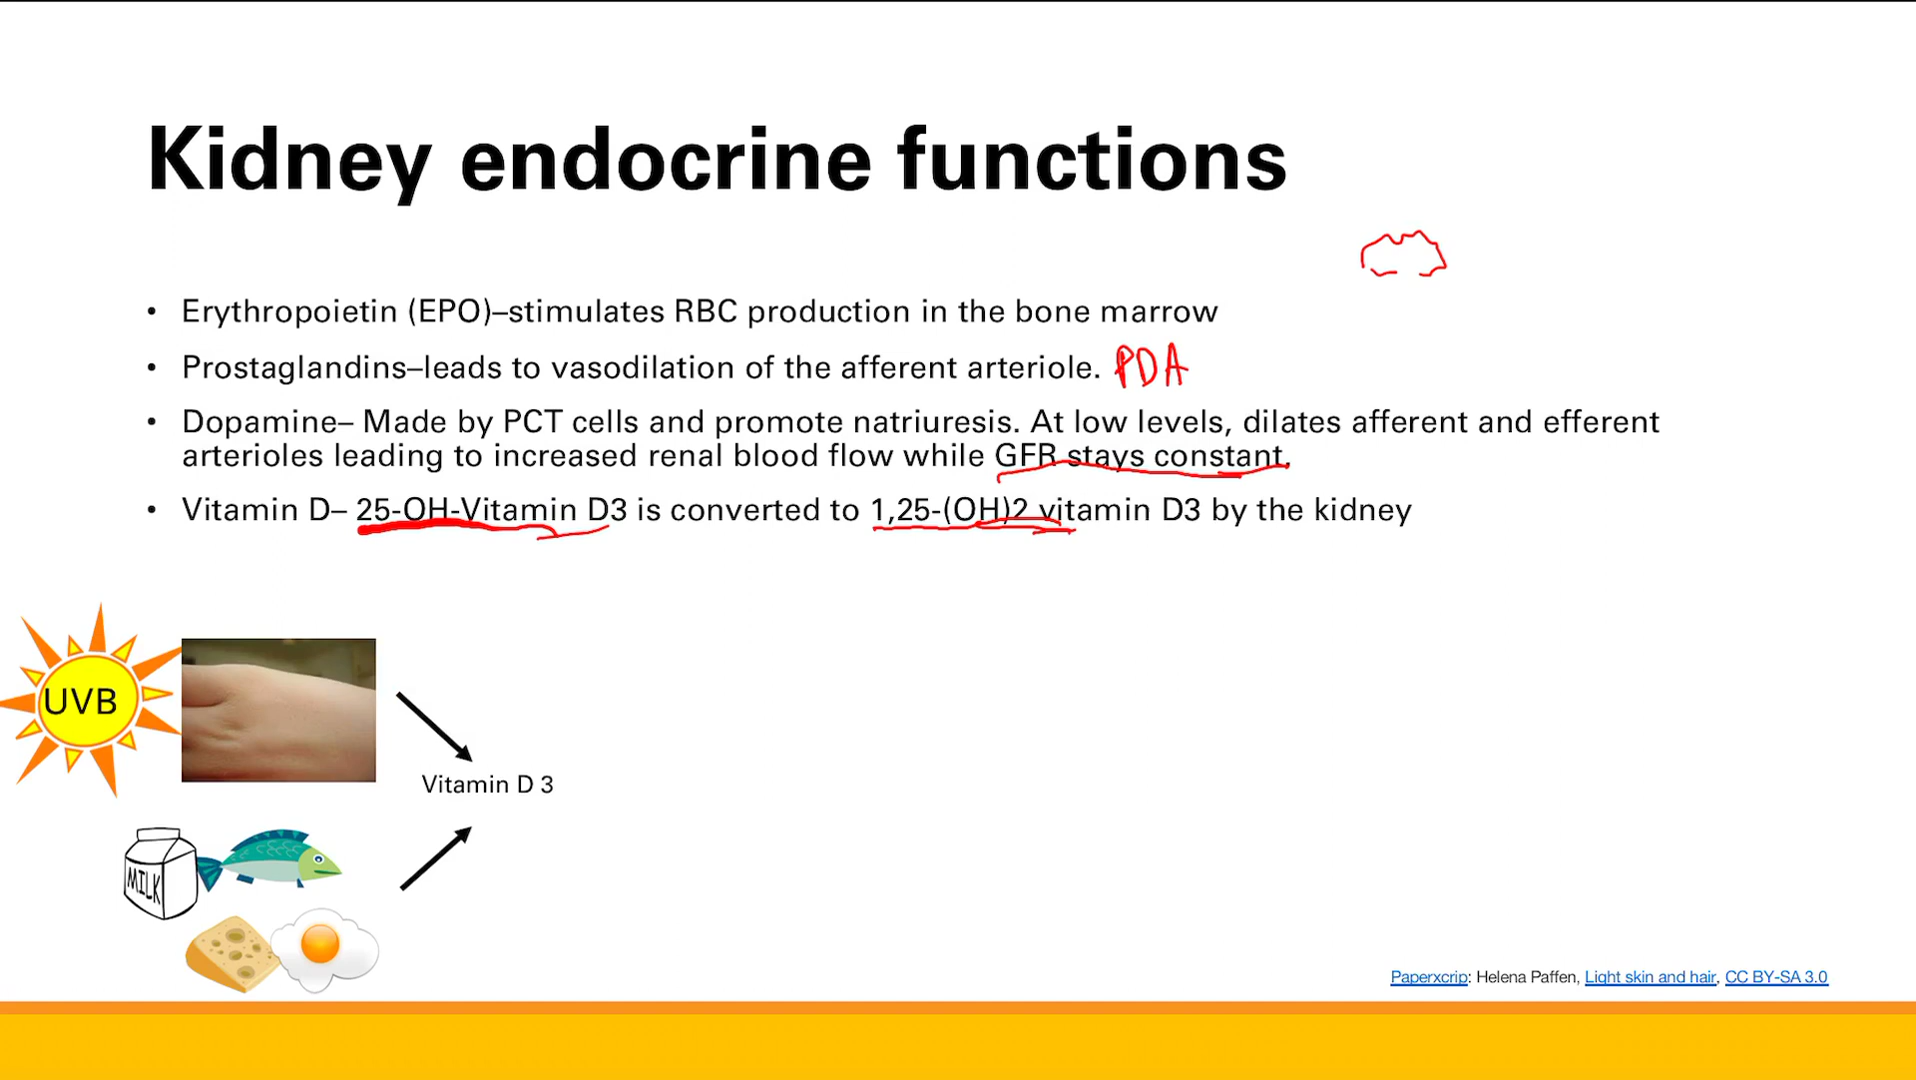 Kidney endocrine functions
• Erythropoietin (EPO)–stimulates RBC production in the bone marrow
• Prostaglandins–leads to vasodilation of the afferent arteriole. PDA
• Dopamine– Made by PCT cells and promote natriuresis. At low levels, dilates afferent and efferent
arterioles leading to increased renal blood flow while GFR stays constant.
• Vitamin D– 25-OH-Vitamin D3 is converted to 1,25-(OH)2 vitamin D3 by the kidney
UVB
Vitamin D 3
MILK
Paperxcrip: Helena Paffen, Light skin and hair, CC BY-SA 3.0